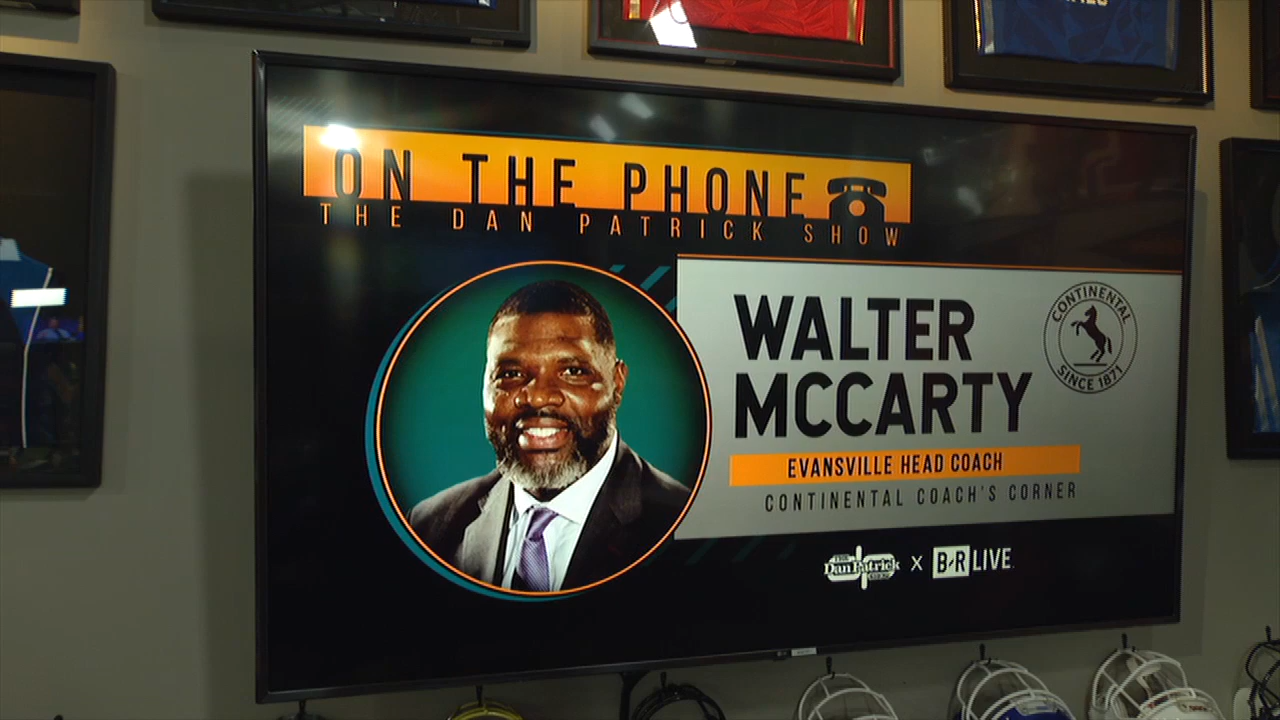 ON THE PHONE
THE DAN PATRICK SHOW
WALTER
MCCARTY
CONTINENTAL
SINCE 1871
EVANSVILLE HEAD COACH
CONTINENTAL COACH'S CORNER
THE
Dan Patrick
SHOW
X
B/R LIVE